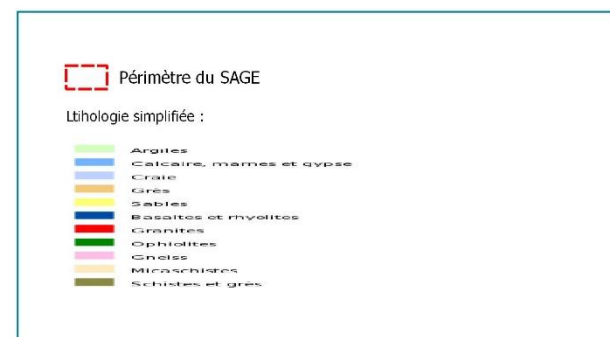 Périmètre du SAGE
Ltihologie simplifiée :
Argiles
Calcaire, marnes et gypse
Craie
Grès
Sables
Basaltes et rhyolites
Granites
Ophiolites
Gneiss
Micaschistes
Schistes et grès